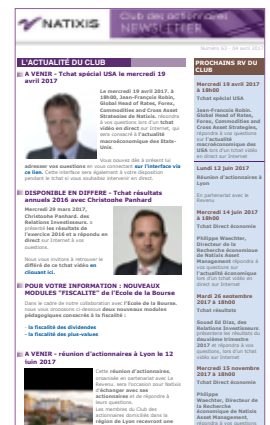 NATIXIS
Club des actionnaires
NEWSLETTER
Numéro 63 - 04 avril 2017
L'ACTUALITÉ DU CLUB
A VENIR - Tchat spécial USA le mercredi 19
avril 2017
Le mercredi 19 avril 2017, à
18h00, Jean-François Robin,
Global Head of Rates, Forex,
Commodities and Cross Asset
Strategies de Natixis, répondra
à vos questions lors d'un tchat
vidéo en direct sur Internet, qui
sera consacré à l'actualité
macroéconomique des Etats-
Unis.
Vous pouvez dès à présent lui
adresser vos questions en vous connectant sur l'interface via
ce lien. Cette interface sera également à votre disposition
pendant le tchat si vous souhaitez intervenir en direct.
DISPONIBLE EN DIFFERE - Tchat résultats
annuels 2016 avec Christophe Panhard
Mercredi 29 mars 2017,
Christophe Panhard, des
Relations Investisseurs, a
présenté les résultats de
l'exercice 2016 et a répondu en
direct sur Internet à vos
questions.
Nous vous invitons à retrouver le
différé de ce tchat vidéo en
cliquant ici.
POUR VOTRE INFORMATION : NOUVEAUX
MODULES "FISCALITE" de l'Ecole de la Bourse
Dans le cadre de notre collaboration avec l'Ecole de la Bourse,
nous vous annonçons ci-dessous deux nouveaux modules
pédagogiques consacrés à la fiscalité :
- la fiscalité des dividendes
- la fiscalité des plus-values
A VENIR - réunion d'actionnaires à Lyon le 12
juin 2017
Cette réunion d'actionnaires,
organisée en partenariat avec Le
Revenu, sera l'occasion pour Natixis
d'échanger avec ses
actionnaires et de répondre à
leurs questions.
Les membres du Club des
actionnaires domiciliés dans la
région de Lyon recevront une
PROCHAINS RV DU
CLUB
Mercredi 19 avril 2017
à 18h00
Tchat spécial USA
Jean-François Robin,
Global Head of Rates,
Forex, Commodities and
Cross Asset Strategies,
répondra à vos questions
sur l'actualité
macroéconomique des
USA lors d'un tchat vidéo
en direct sur Internet
Lundi 12 juin 2017
Réunion d'actionnaires à
Lyon
En partenariat avec le
Revenu
Mercredi 14 juin 2017
à 18h00
Tchat Direct économie
Philippe Waechter,
Directeur de la
Recherche économique
de Natixis Asset
Management répondra à
vos questions sur
l'actualité économique
lors d'un tchat vidéo en
direct sur Internet
Mardi 26 septembre
2017 à 18h00
Tchat résultats
Souad Ed Diaz, des
Relations Investisseurs,
présentera les résultats du
deuxième trimestre
2017 et répondra à vos
questions, lors d'un tchat
vidéo sur Internet
Mercredi 15 novembre
2017 à 18h00
Tchat Direct économie
Philippe
Waechter, Directeur de
la Recherche
économique de Natixis
Asset Management,
répondra à vos questions